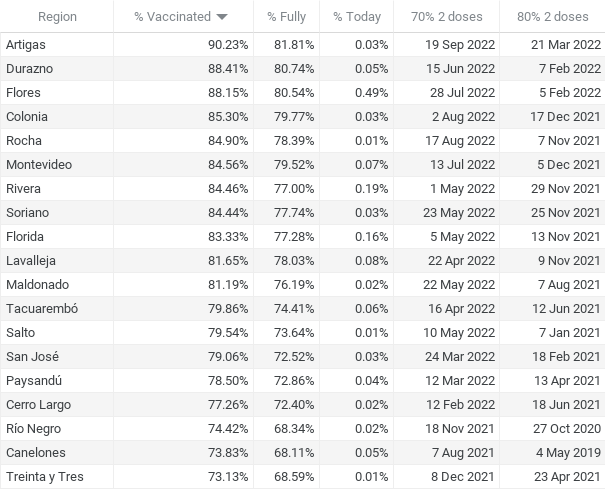 Region % Vaccinated % Fully % Today 70% 2 doses 80% 2 doses
Artigas 90.23% 81.81% 0.03% 19 Sep 2022 21 Mar 2022
Durazno 88.41% 80.74% 0.05% 15 Jun 2022 7 Feb 2022
Flores 88.15% 80.54% 0.49% 28 Jul 2022 5 Feb 2022
Colonia 85.30% 79.77% 0.03% 2 Aug 2022 17 Dec 2021
Rocha 84.90% 78.39% 0.01% 17 Aug 2022 7 Nov 2021
Montevideo 84.56% 79.52% 0.07% 13 Jul 2022 5 Dec 2021
Rivera 84.46% 77.00% 0.19% 1 May 2022 29 Nov 2021
Soriano 84.44% 77.74% 0.03% 23 May 2022 25 Nov 2021
Florida 83.33% 77.28% 0.16% 5 May 2022 13 Nov 2021
Lavalleja 81.65% 78.03% 0.08% 22 Apr 2022 9 Nov 2021
Maldonado 81.19% 76.19% 0.02% 22 May 2022 7 Aug 2021
Tacuarembó 79.86% 74.41% 0.06% 16 Apr 2022 12 Jun 2021
Salto 79.54% 73.64% 0.01% 10 May 2022 7 Jan 2021
San José 79.06% 72.52% 0.03% 24 Mar 2022 18 Feb 2021
Paysandú 78.50% 72.86% 0.04% 12 Mar 2022 13 Apr 2021
Cerro Largo 77.26% 72.40% 0.02% 12 Feb 2022 18 Jun 2021
Río Negro 74.42% 68.34% 0.02% 18 Nov 2021 27 Oct 2020
Canelones 73.83% 68.11% 0.05% 7 Aug 2021 4 May 2019
Treinta y Tres 73.13% 68.59% 0.01% 8 Dec 2021 23 Apr 2021